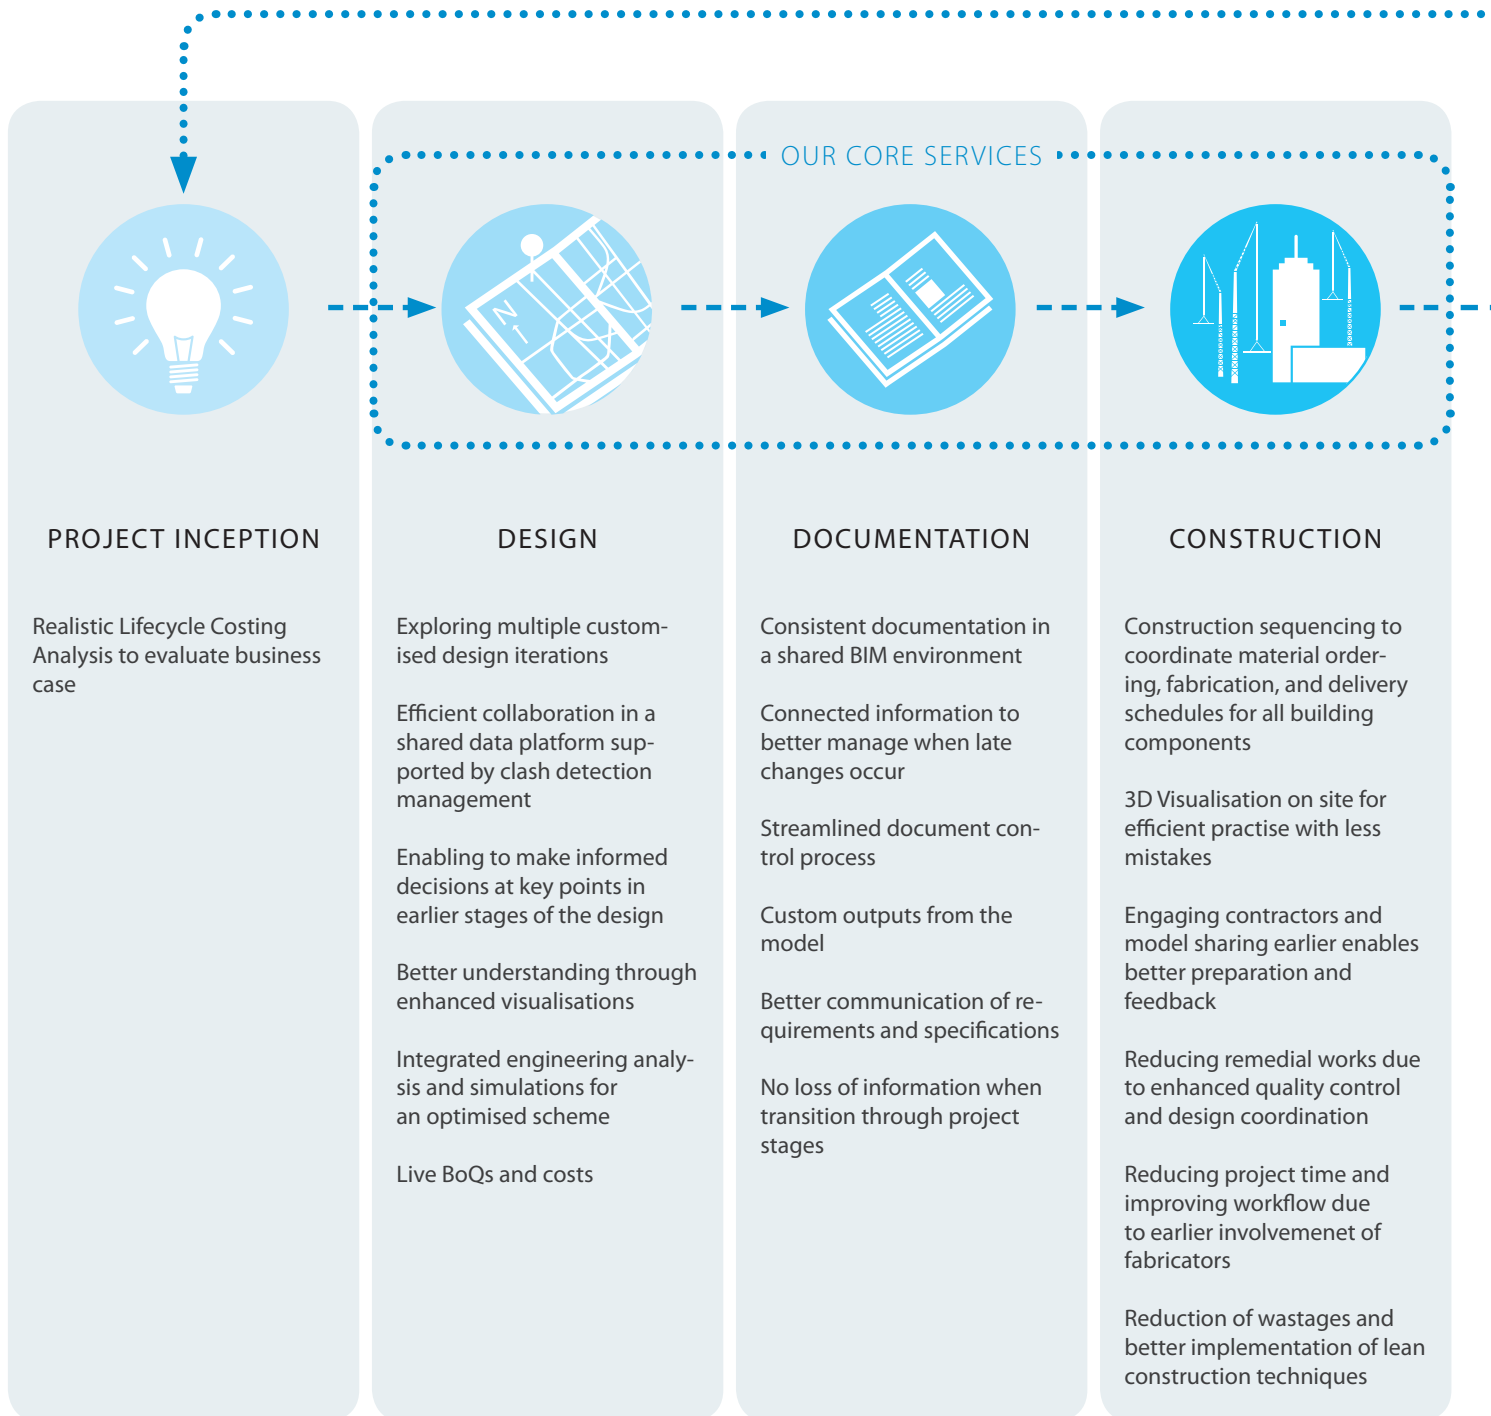 OUR CORE SERVICES
N
PROJECT INCEPTION
Realistic Lifecycle Costing
Analysis to evaluate business
case
DESIGN
Exploring multiple custom-
ised design iterations
Efficient collaboration in a
shared data platform sup-
ported by clash detection
management
Enabling to make informed
decisions at key points in
earlier stages of the design
Better understanding through
enhanced visualisations
Integrated engineering analy-
sis and simulations for
an optimised scheme
Live BoQs and costs
DOCUMENTATION
Consistent documentation in
a shared BIM environment
Connected information to
better manage when late
changes occur
Streamlined document con-
trol process
Custom outputs from the
model
Better communication of re-
quirements and specifications
No loss of information when
transition through project
stages
CONSTRUCTION
Construction sequencing to
coordinate material order-
ing, fabrication, and delivery
schedules for all building
components
3D Visualisation on site for
efficient practise with less
mistakes
Engaging contractors and
model sharing earlier enables
better preparation and
feedback
Reducing remedial works due
to enhanced quality control
and design coordination
Reducing project time and
improving workflow due
to earlier involvemenet of
fabricators
Reduction of wastages and
better implementation of lean
construction techniques